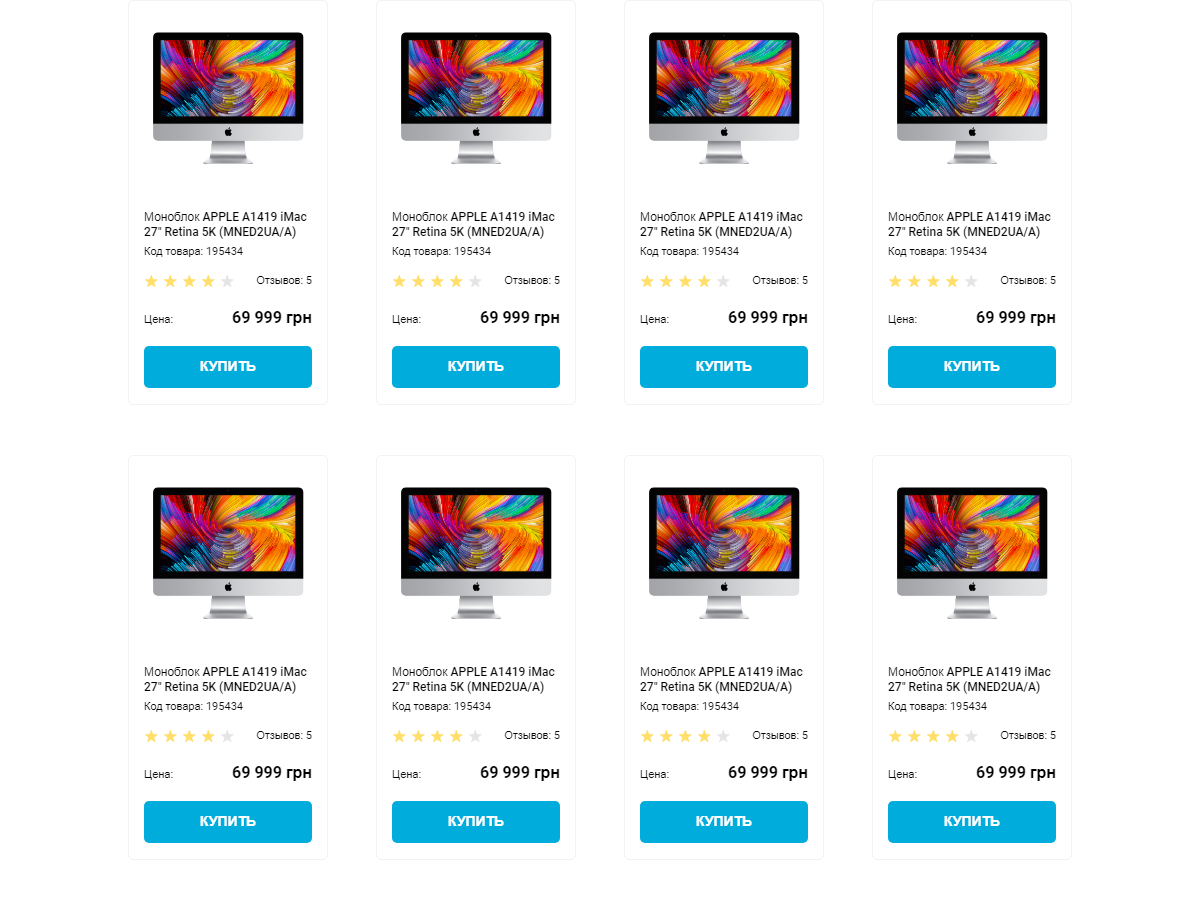 Моноблок APPLE A1419 iMac
27" Retina 5K (MNED2UA/A)
Код товара: 195434
Отзывов: 5
Цена: 69 999 грн
КУПИТЬ
Моноблок APPLE A1419 iMac
27" Retina 5K (MNED2UA/A)
Код товара: 195434
Отзывов: 5
Цена: 69 999 грн
КУПИТЬ
Моноблок APPLE A1419 iMac
27" Retina 5K (MNED2UA/A)
Код товара: 195434
Отзывов: 5
Цена: 69 999 грн
КУПИТЬ
Моноблок APPLE A1419 iMac
27" Retina 5K (MNED2UA/A)
Код товара: 195434
Отзывов: 5
Цена: 69 999 грн
КУПИТЬ
Моноблок APPLE A1419 iMac
27" Retina 5K (MNED2UA/A)
Код товара: 195434
Отзывов: 5
Цена: 69 999 грн
КУПИТЬ
Моноблок APPLE A1419 iMac
27" Retina 5K (MNED2UA/A)
Код товара: 195434
Отзывов: 5
Цена: 69 999 грн
КУПИТЬ
Моноблок APPLE A1419 iMac
27" Retina 5K (MNED2UA/A)
Код товара: 195434
Отзывов: 5
Цена: 69 999 грн
КУПИТЬ
Моноблок APPLE A1419 iMac
27" Retina 5K (MNED2UA/A)
Код товара: 195434
Отзывов: 5
Цена: 69 999 грн
КУПИТЬ